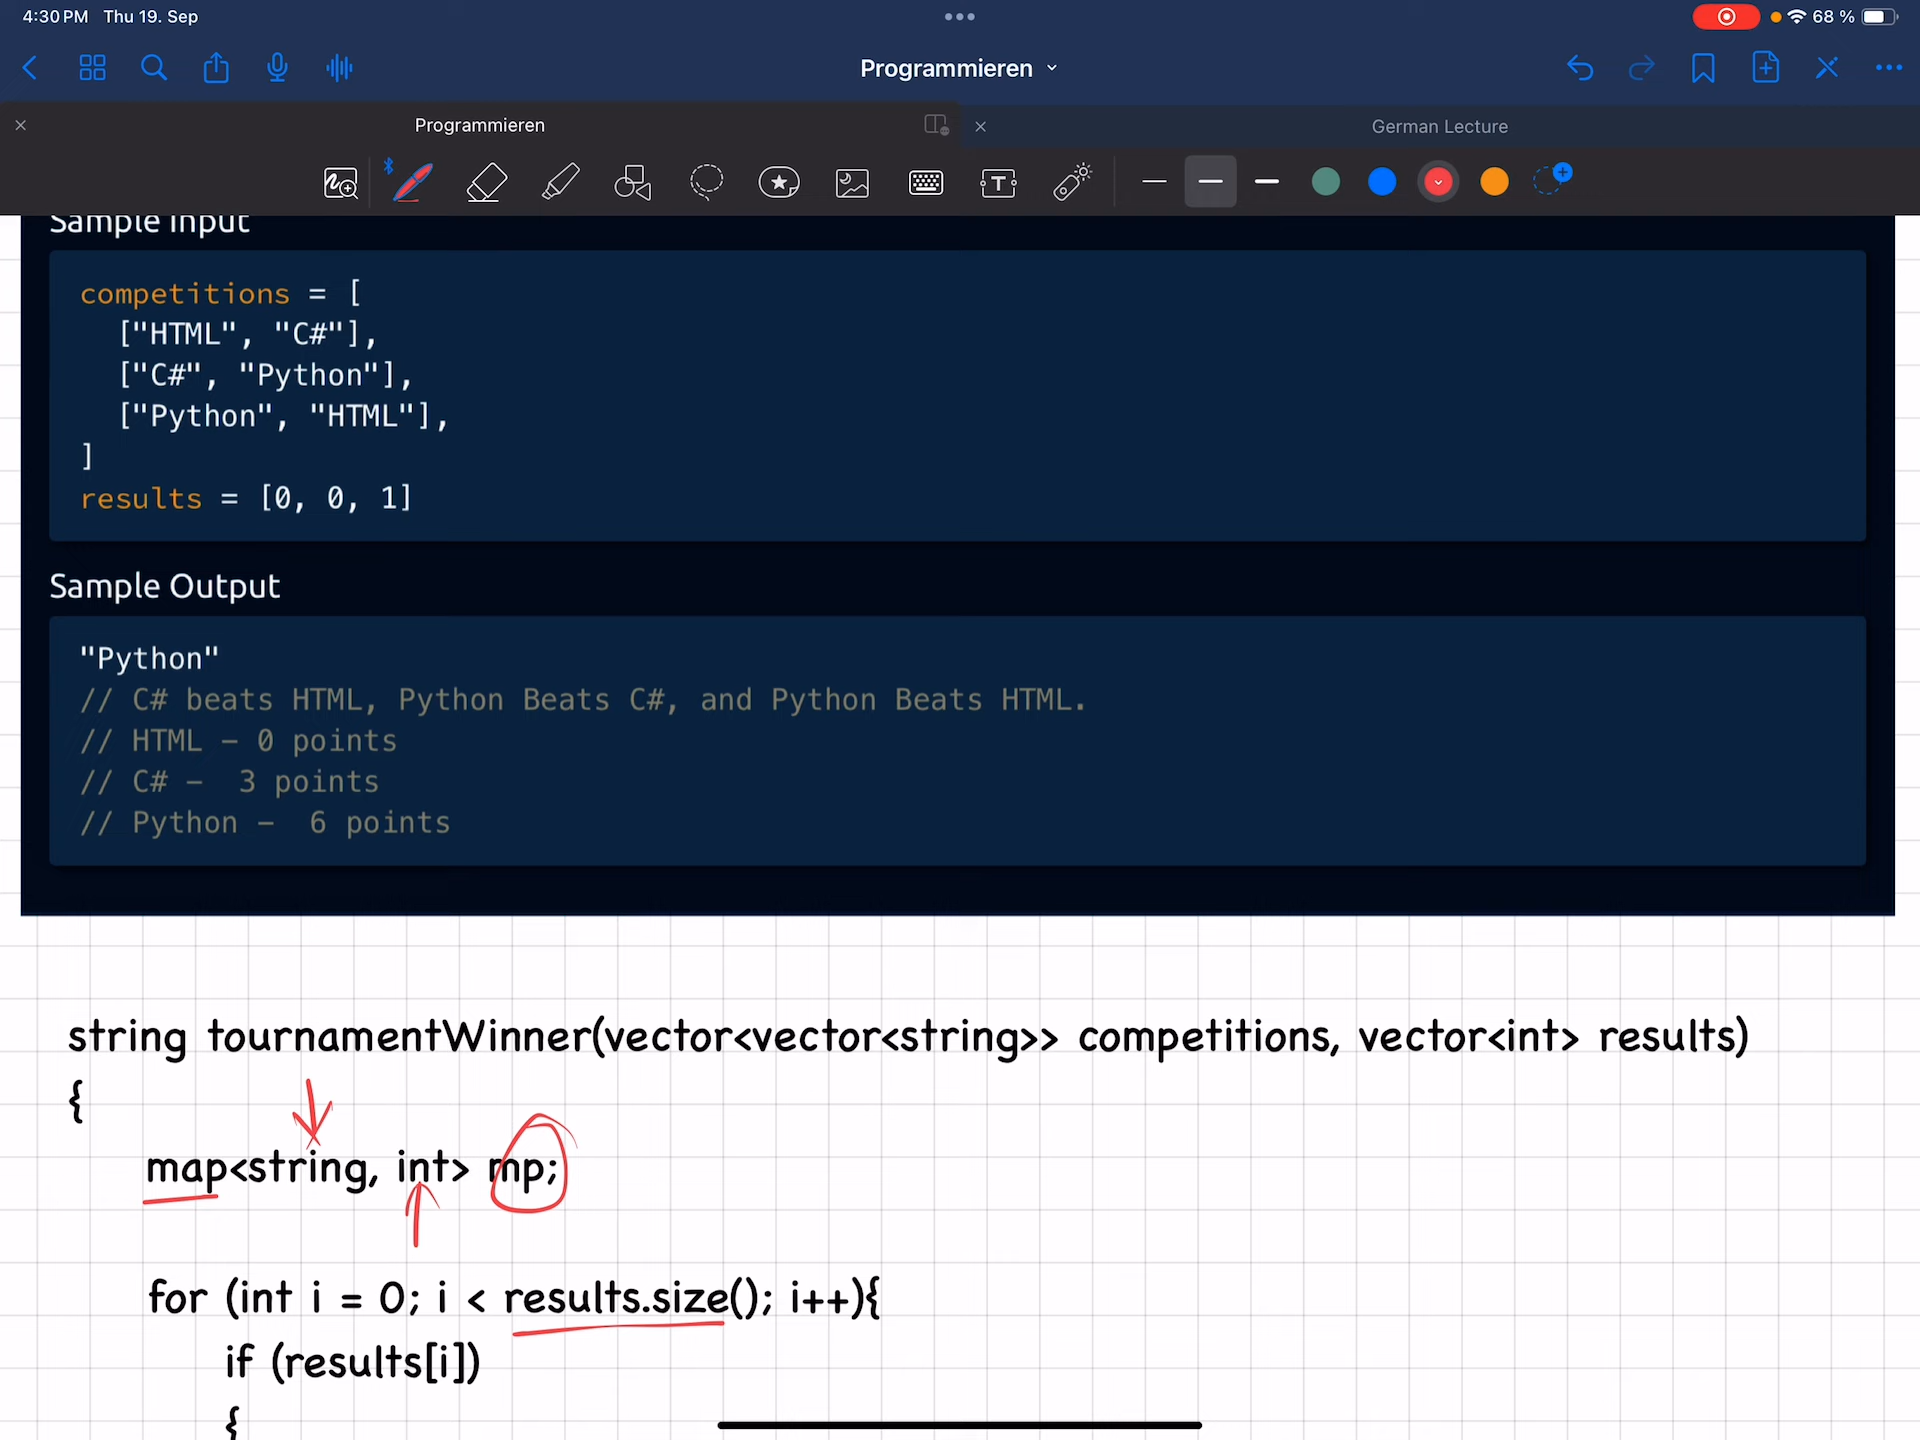 4:30 PM Thu 19. Sep
68 %
Programmieren
Programmieren
German Lecture
T
Sample Input
competitions = [
["HTML", "C#"],
["C#", "Python"],
["Python", "HTML"],
]
results = [0, 0, 1]
Sample Output
"Python"
// C# beats HTML, Python Beats C#, and Python Beats HTML.
// HTML - 0 points
// C# -  3 points
// Python -  6 points
string tournamentWinner(vector<vector<string>> competitions, vector<int> results)
{
map<string, int> mp;
for (int i = 0; i < results.size(); i++){
if (results[i])
{